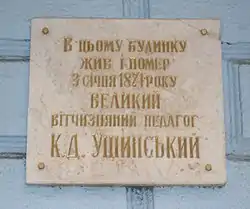 В цьому будинку
жив і помер
3 січня 1871 року
великий
вітчизняний педагог
К.Д. Ушинський